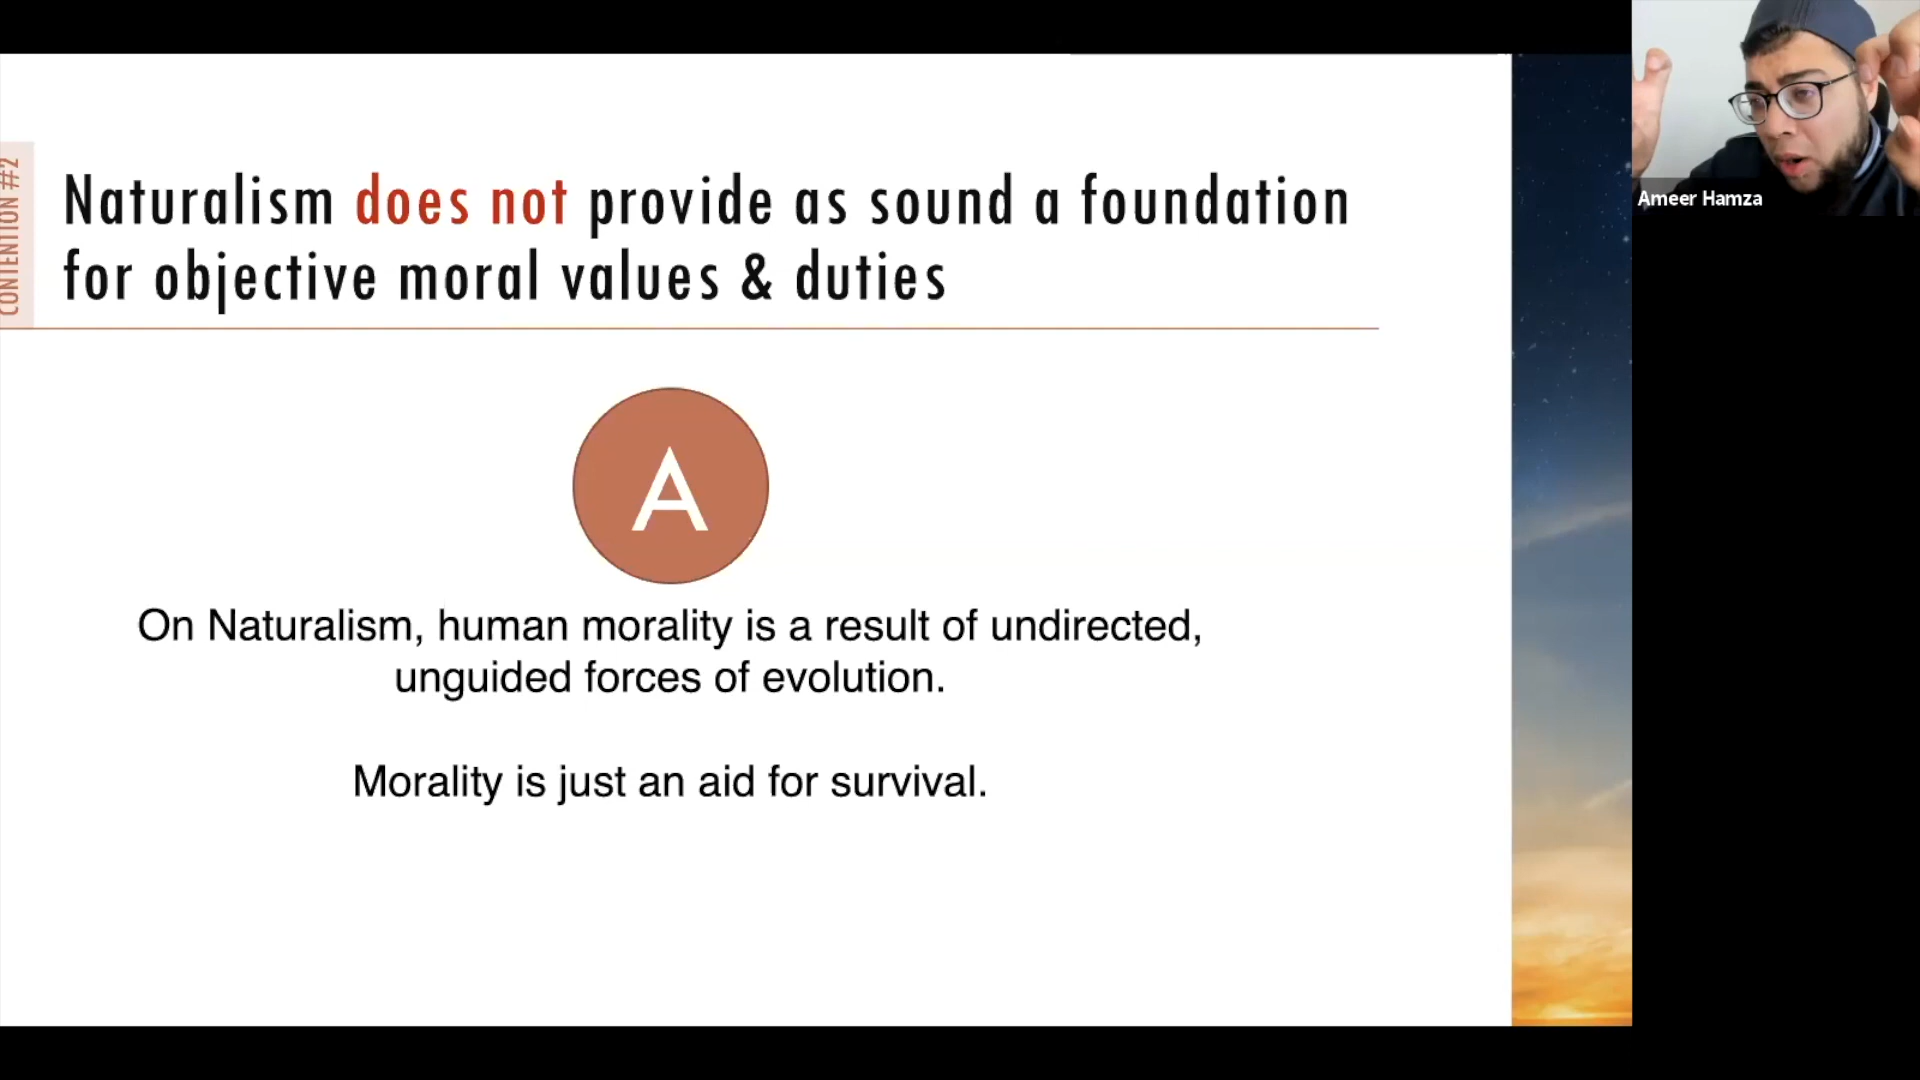 CONTENTION #2
Naturalism does not provide as sound a foundation
for objective moral values & duties
A
On Naturalism, human morality is a result of undirected,
unguided forces of evolution.
Morality is just an aid for survival.
Ameer Hamza